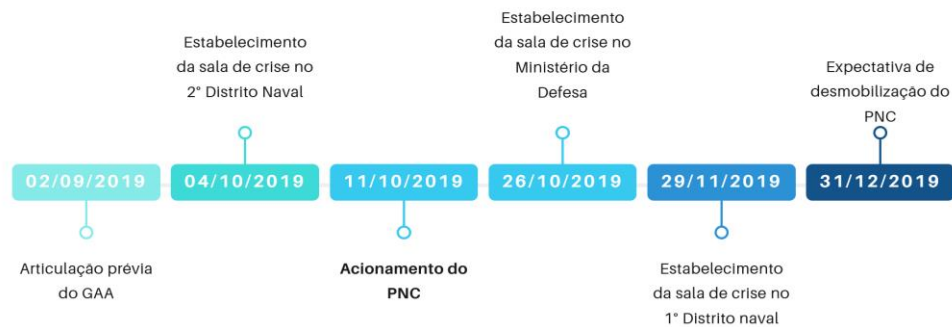 Estabelecimento
da sala de crise no
2° Distrito Naval
Estabelecimento
da sala de crise no
Ministério da
Defesa
Expectativa de
desmobilização do
PNC
02/09/2019
04/10/2019
11/10/2019
26/10/2019
29/11/2019
31/12/2019
Articulação prévia
do GAA
Acionamento do
PNC
Estabelecimento
da sala de crise no
1° Distrito naval